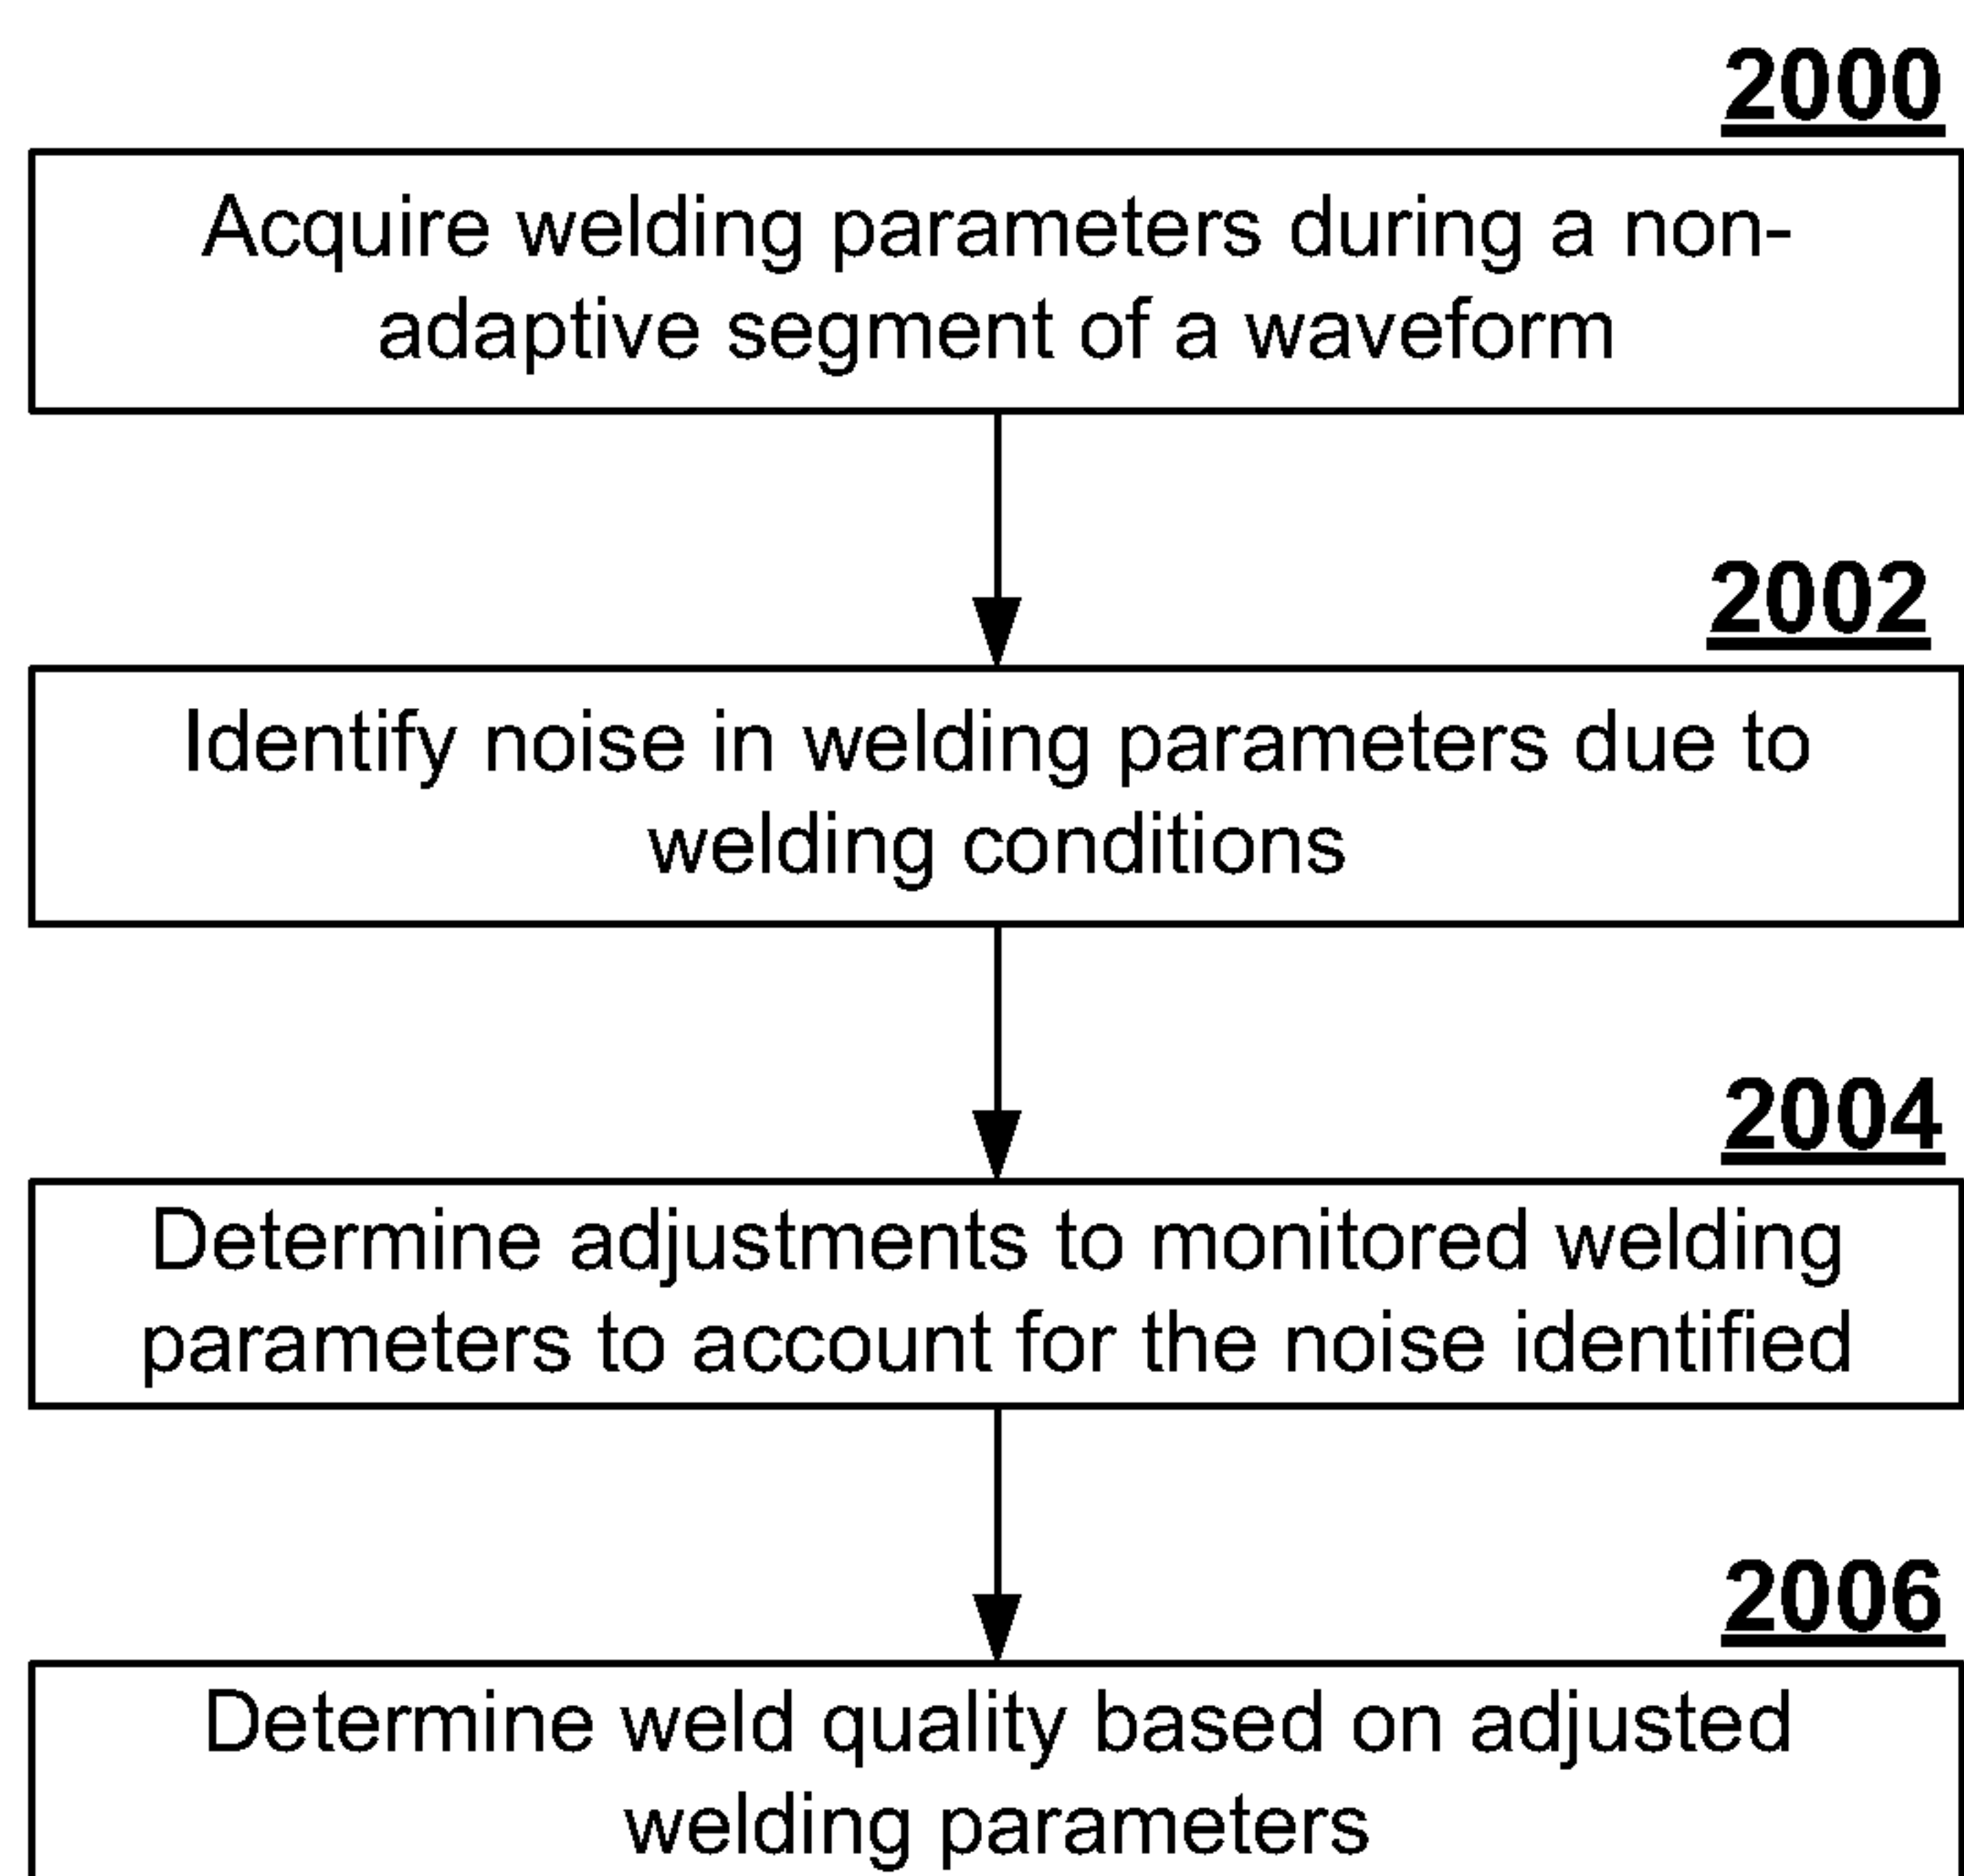 2000
Acquire welding parameters during a non-
adaptive segment of a waveform
2002
Identify noise in welding parameters due to
welding conditions
2004
Determine adjustments to monitored welding
parameters to account for the noise identified
2006
Determine weld quality based on adjusted
welding parameters